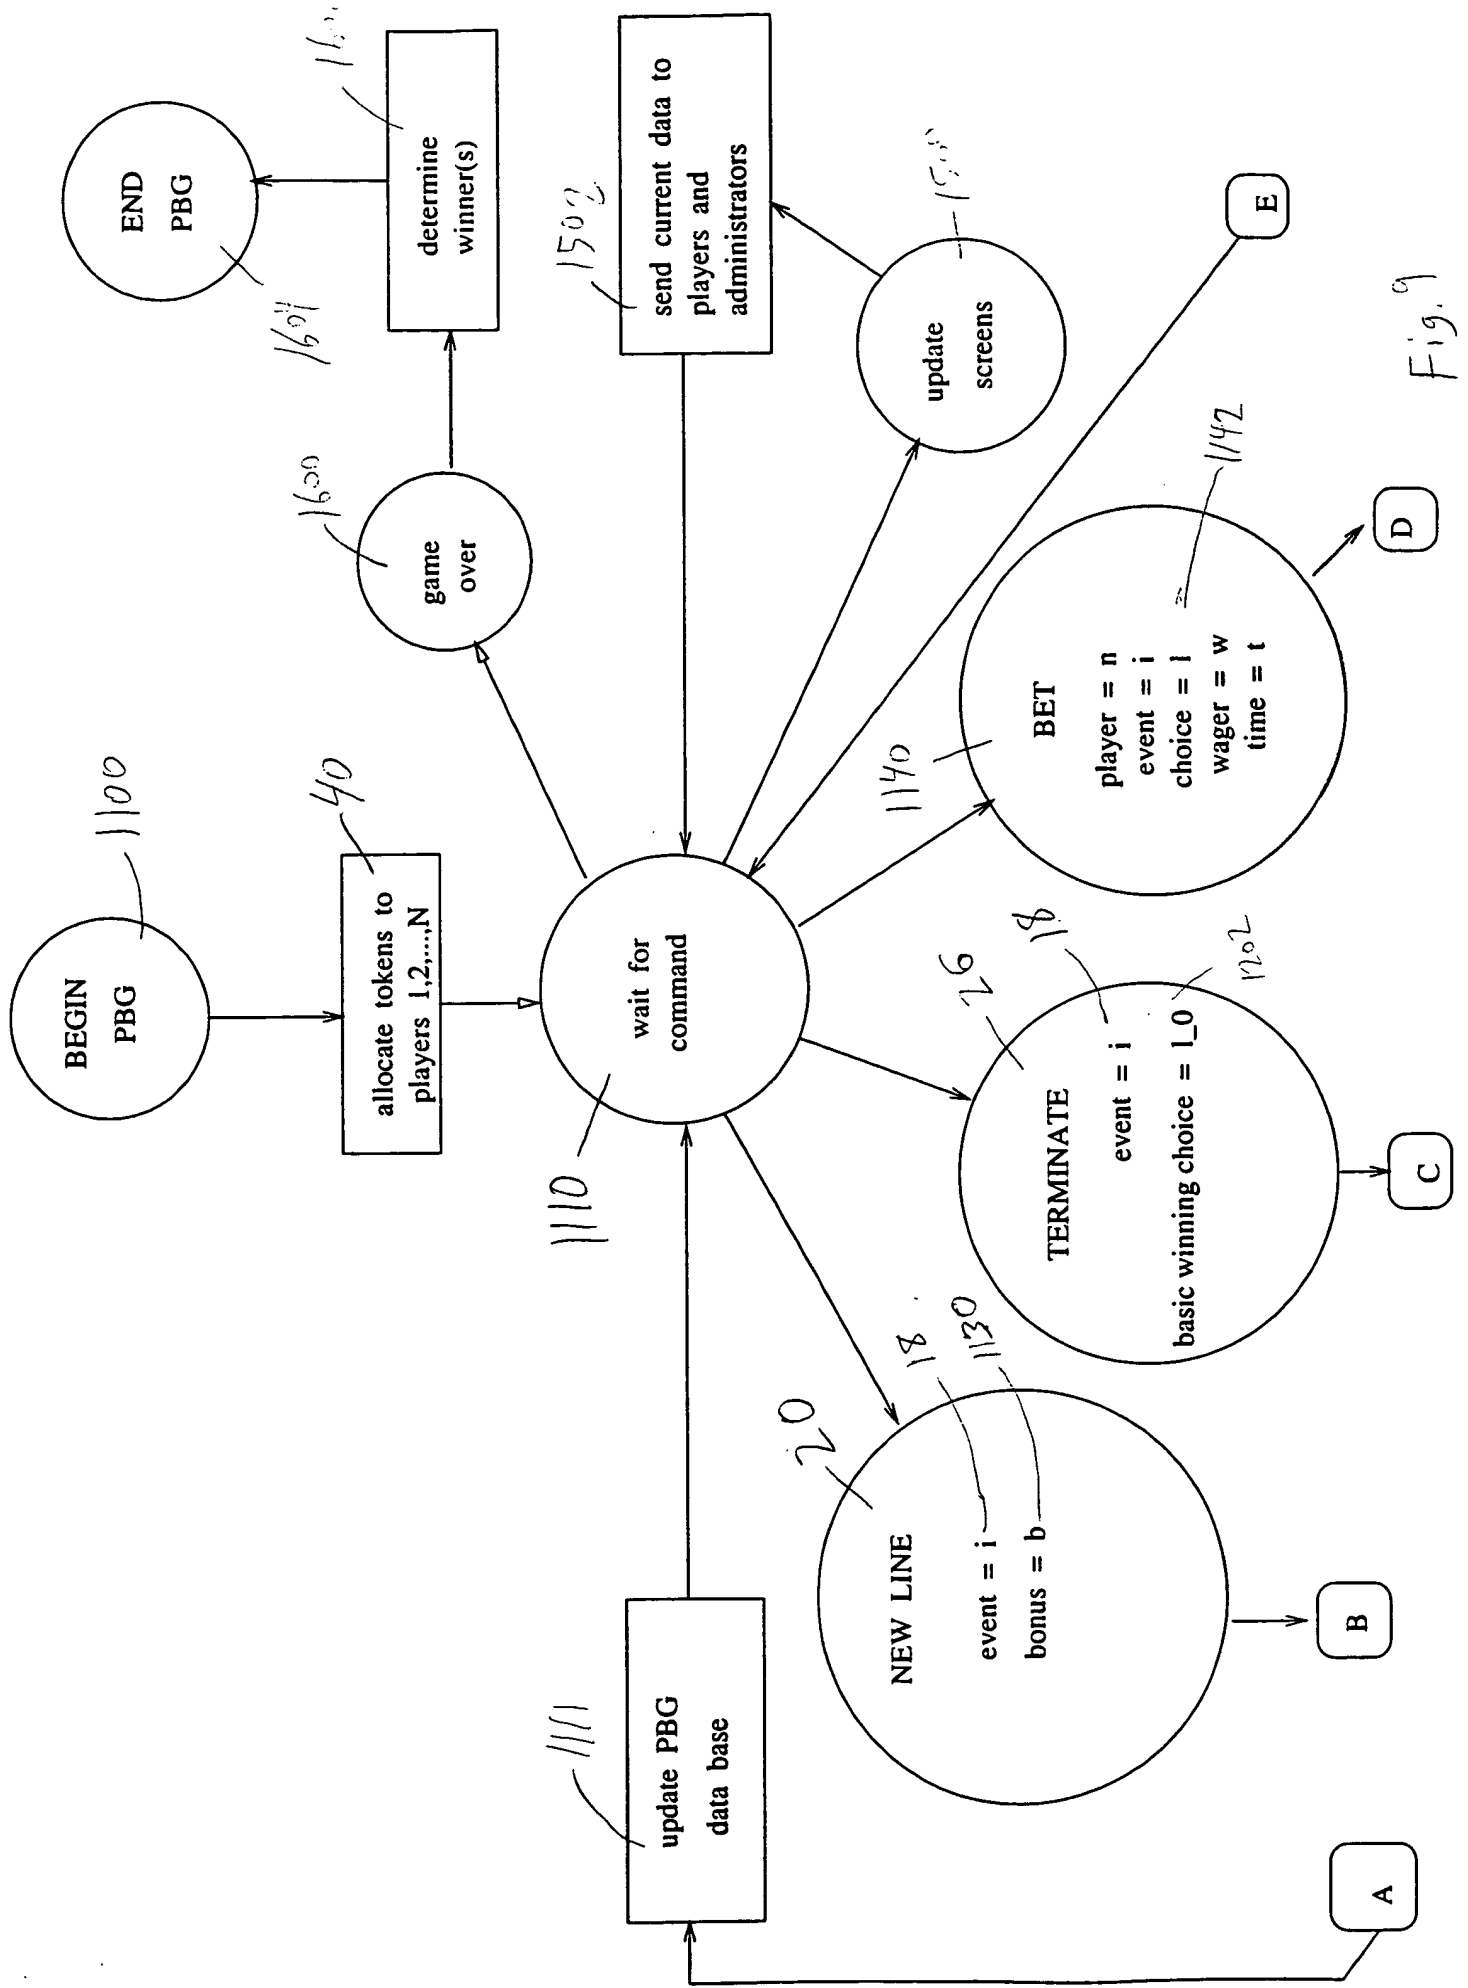 BEGIN
PBG
1100
allocate tokens to
players 1,2,...,N
40
END
PBG
1604
determine
winner(s)
game
over
1600
wait for
command
1110
1502
send current data to
players and
administrators
update
screens
1111
update PBG
data base
20
NEW LINE
18
event = i
1130
bonus = b
26
TERMINATE
18
event = i
basic winning choice = l_0
1202
1140
BET
player = n
event = i
choice = l
wager = w
time = t
1142
A
B
C
D
E
Fig. 9